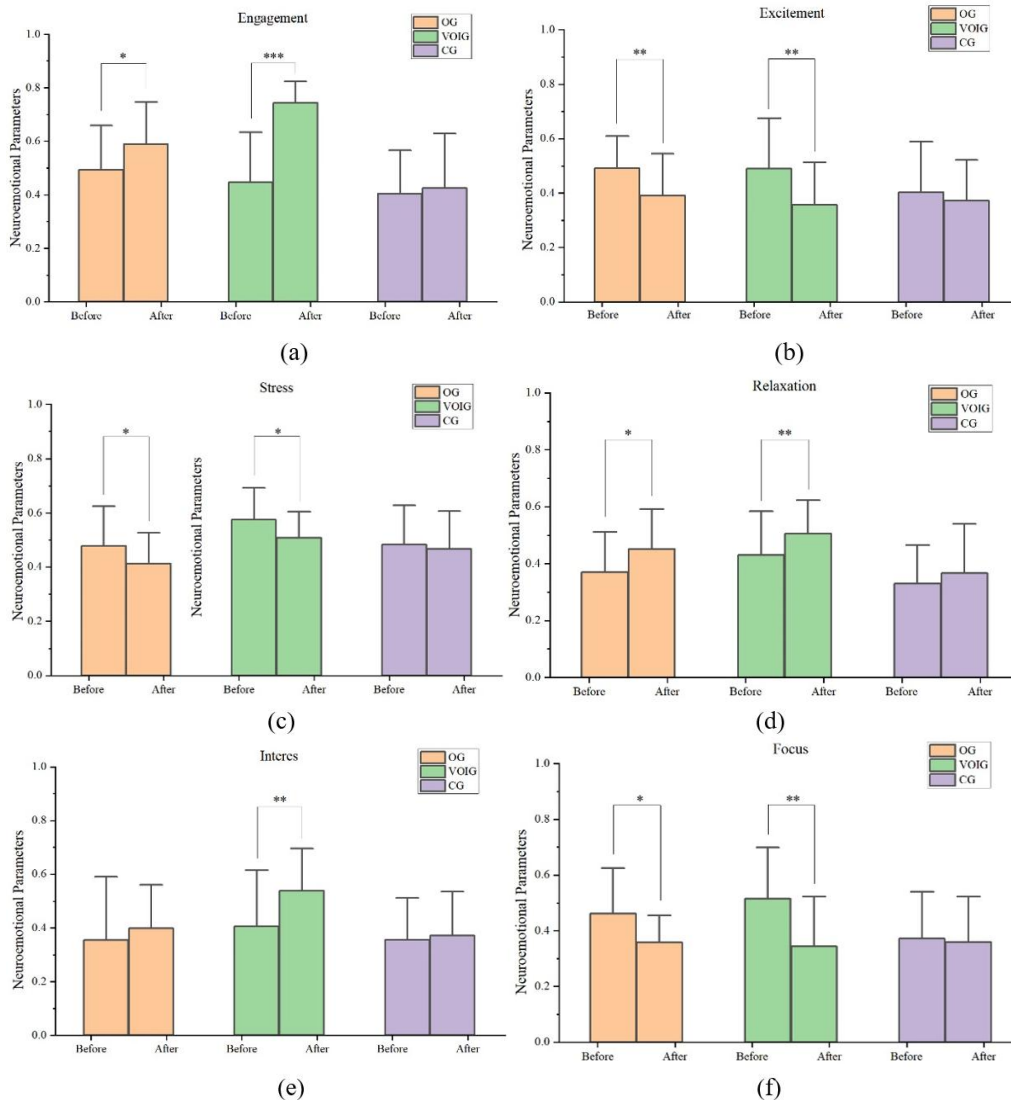 Engagement
OG
VOIG
CG
Neuroemotional Parameters
1.0
0.8
0.6
0.4
0.2
0.0
*
***
Before After Before After Before After
(a)
Excitement
OG
VOIG
CG
Neuroemotional Parameters
1.0
0.8
0.6
0.4
0.2
0.0
**
**
Before After Before After Before After
(b)
Stress
OG
VOIG
CG
Neuroemotional Parameters
Neuroemotional Parameters
1.0
0.8
0.6
0.4
0.2
0.0
*
*
Before After Before After Before After
(c)
Relaxation
OG
VOIG
CG
Neuroemotional Parameters
1.0
0.8
0.6
0.4
0.2
0.0
*
**
Before After Before After Before After
(d)
Interes
OG
VOIG
CG
Neuroemotional Parameters
1.0
0.8
0.6
0.4
0.2
0.0
**
Before After Before After Before After
(e)
Focus
OG
VOIG
CG
Neuroemotional Parameters
1.0
0.8
0.6
0.4
0.2
0.0
*
**
Before After Before After Before After
(f)